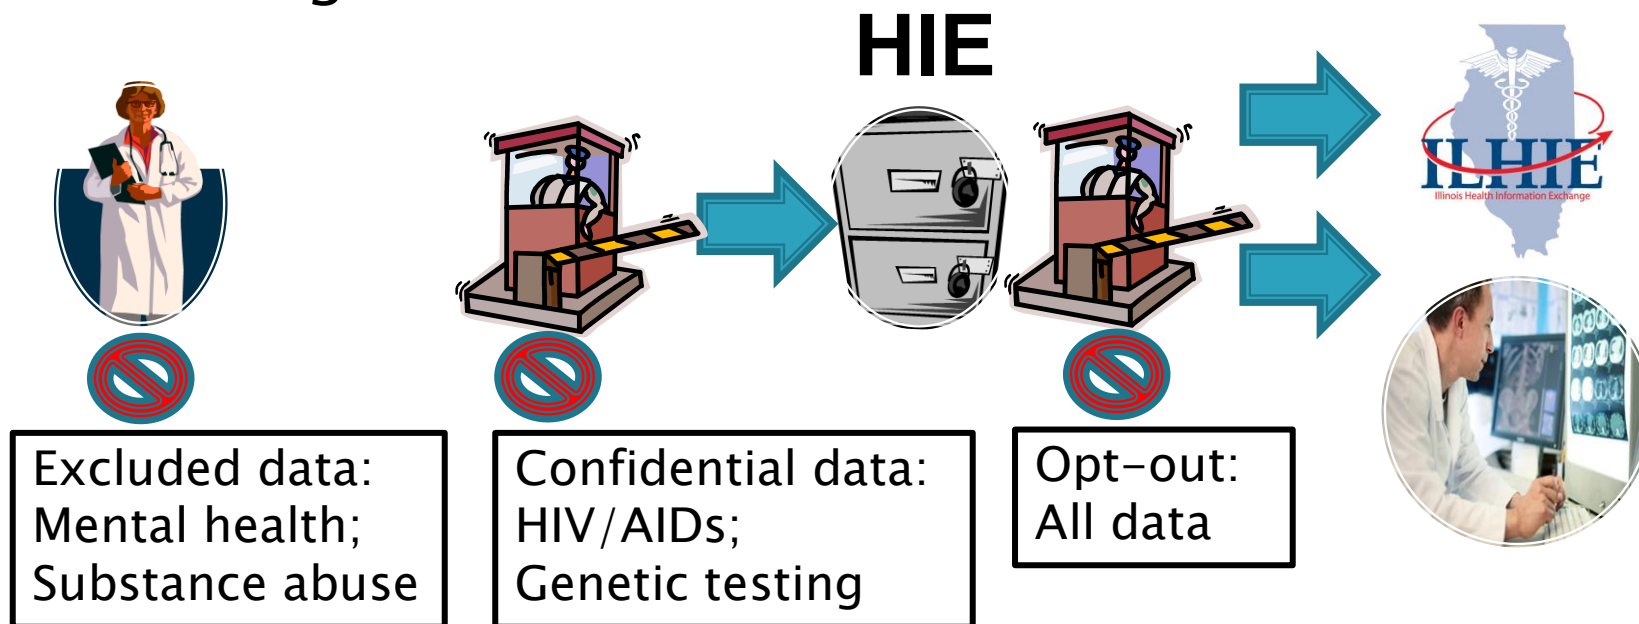 HIE
ILHIE
Illinois Health Information Exchange
Excluded data:
Mental health;
Substance abuse
Confidential data:
HIV/AIDs;
Genetic testing
Opt-out:
All data